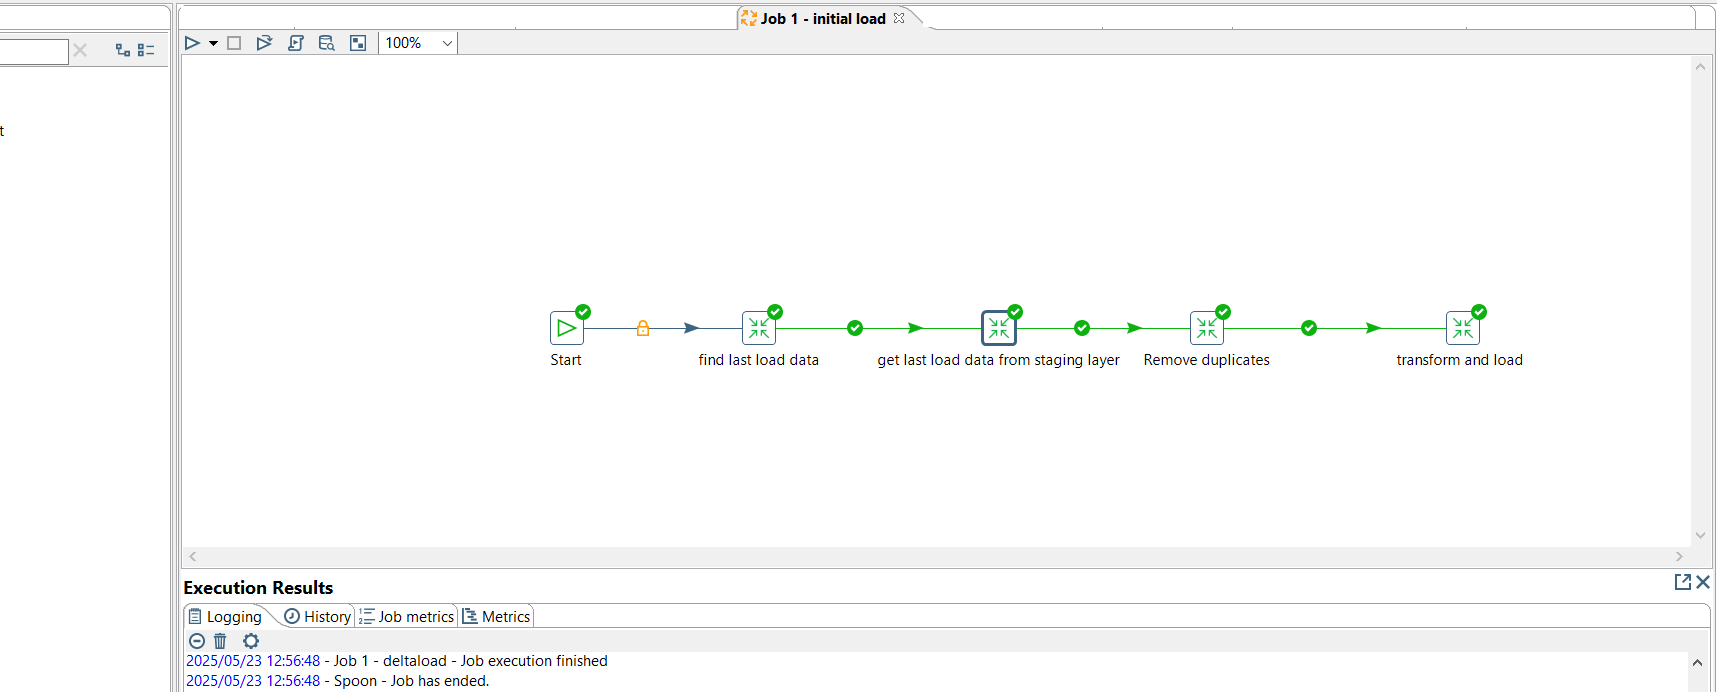 Job 1 - initial load
100%
t
Start
find last load data
get last load data from staging layer
Remove duplicates
transform and load
Execution Results
Logging
History
Job metrics
Metrics
2025/05/23 12:56:48 - Job 1 - deltaload - Job execution finished
2025/05/23 12:56:48 - Spoon - Job has ended.